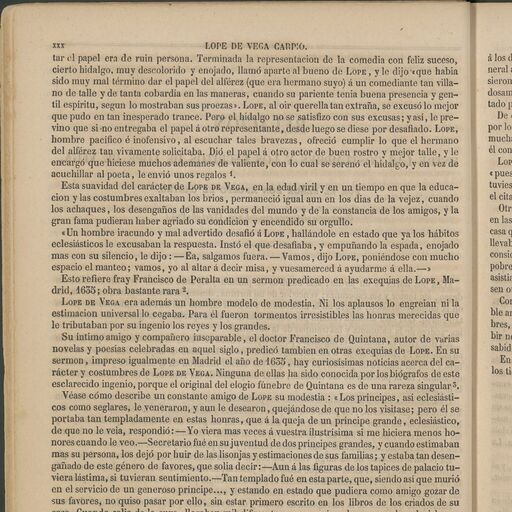 xxx LOPE DE VEGA CARPIO.
tar el papel era de ruin persona. Terminada la representacion de la comedia con feliz suceso,
cierto hidalgo, muy descolorido y enojado, llamó aparte al bueno de LOPE, y le dijo «que habia
sido muy mal término dar el papel del alférez (que era hermano suyo) á un comediante tan villa-
no de talle y de tanta cobardía en las maneras, cuando su pariente tenia buena presencia y gen-
til espíritu, segun lo mostraban sus proezas». LOPE, al oir querella tan extraña, se excusó lo mejor
que pudo en tan inesperado trance. Pero el hidalgo no se satisfizo con sus excusas; y así, le pre-
vino que si no entregaba el papel á otro representante, desde luego se diese por desafiado. LOPE,
hombre pacífico é inofensivo, al escuchar tales bravezas, ofreció cumplir lo que el hermano
del alférez tan vivamente solicitaba. Dió el papel á otro actor de buen rostro y mejor talle, y le
encargó que hiciese muchos ademanes de valiente, con lo cual se serenó el hidalgo, y en vez de
acuchillar al poeta, le envió unos regalos 1.
Esta suavidad del carácter de LOPE DE VEGA, en la edad viril y en un tiempo en que la educa-
cion y las costumbres exaltaban los brios, permaneció igual aun en los dias de la vejez, cuando
los achaques, los desengaños de las vanidades del mundo y de la constancia de los amigos, y la
gran fama pudieran haber agriado su condicion y encendido su orgullo.
«Un hombre iracundo y mal advertido desafió á LOPE, hallándole en estado que ya los hábitos
eclesiásticos le excusaban la respuesta. Instó el que desafiaba, y empuñando la espada, enojado
mas con su silencio, le dijo: —Ea, salgamos fuera. — Vamos, dijo LOPE, poniéndose con mucho
espacio el manteo; vamos, yo al altar á decir misa, y vuesamerced á ayudarme á ella.—»
Esto refiere fray Francisco de Peralta en un sermon predicado en las exequias de LOPE, Ma-
drid, 1635; obra bastante rara 2.
LOPE DE VEGA era además un hombre modelo de modestia. Ni los aplausos lo engreian ni la
estimacion universal lo cegaba. Para él fueron tormentos irresistibles las honras merecidas que
le tributaban por su ingenio los reyes y los grandes.
Su íntimo amigo y compañero inseparable, el doctor Francisco de Quintana, autor de varias
novelas y poesías celebradas en aquel siglo, predicó tambien en otras exequias de LOPE. En su
sermon, impreso igualmente en Madrid el año de 1635, hay curiosísimas noticias acerca del ca-
rácter y costumbres de LOPE DE VEGA. Ninguna de ellas ha sido conocida por los biógrafos de este
esclarecido ingenio, porque el original del elogio fúnebre de Quintana es de una rareza singular 3.
Véase cómo describe un constante amigo de LOPE su modestia : «Los príncipes, así eclesiásti-
cos como seglares, le veneraron, y aun le desearon, quejándose de que no los visitase; pero él se
portaba tan templadamente en estas honras, que á la queja de un príncipe grande, eclesiástico,
de que no le veia, respondió: — Yo viera mas veces á vuestra ilustrísima si me hiciera menos ho-
nores cuando le veo.—Secretario fué en su juventud de dos príncipes grandes, y cuando estimaban
mas su persona, los dejó por huir de las lisonjas y estimaciones de sus familias; y estaba tan desen-
gañado de este género de favores, que solia decir:—Aun á las figuras de los tapices de palacio tu-
viera lástima, si tuvieran sentimiento.—Tan templado fué en esta parte, que, siendo así que murió
en el servicio de un generoso príncipe..., y estando en estado que pudiera como amigo gozar de
sus favores, no quiso pasar por ello, sin estar primero escrito en los libros de los criados de su